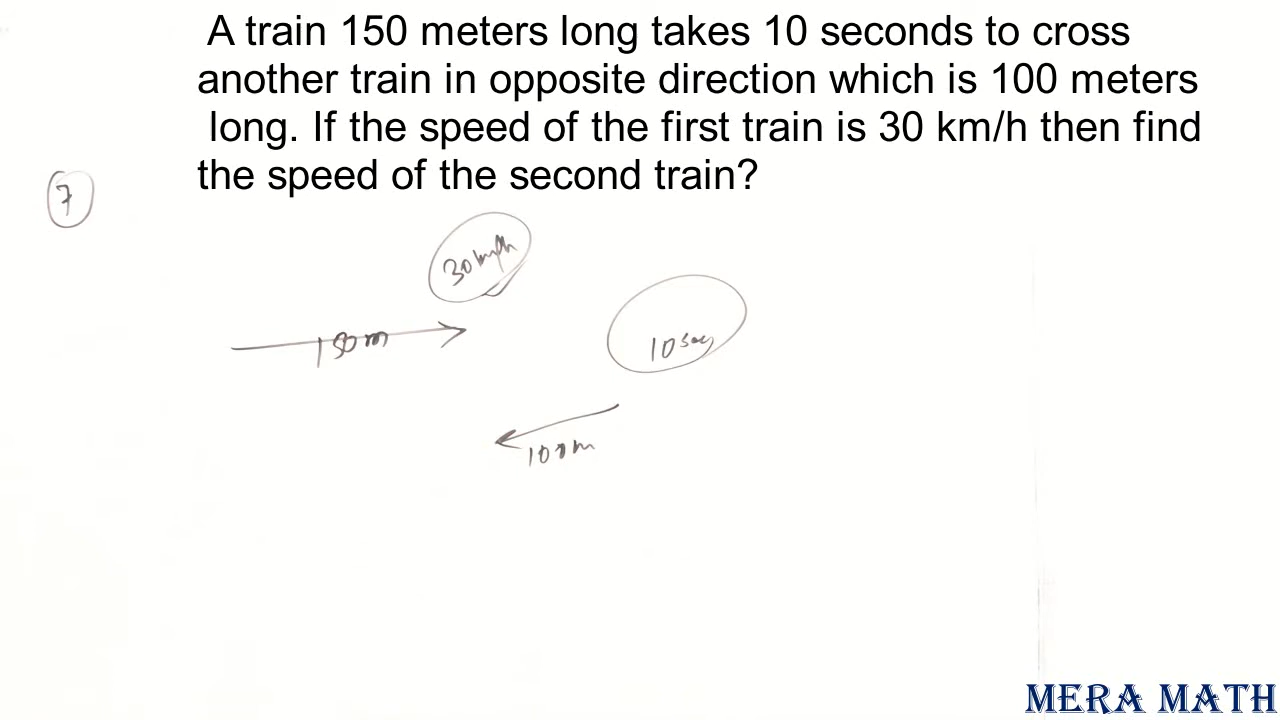 A train 150 meters long takes 10 seconds to cross
another train in opposite direction which is 100 meters
long. If the speed of the first train is 30 km/h then find
the speed of the second train?
7
30 kmph
150m
10 sec
100m
MERA MATH